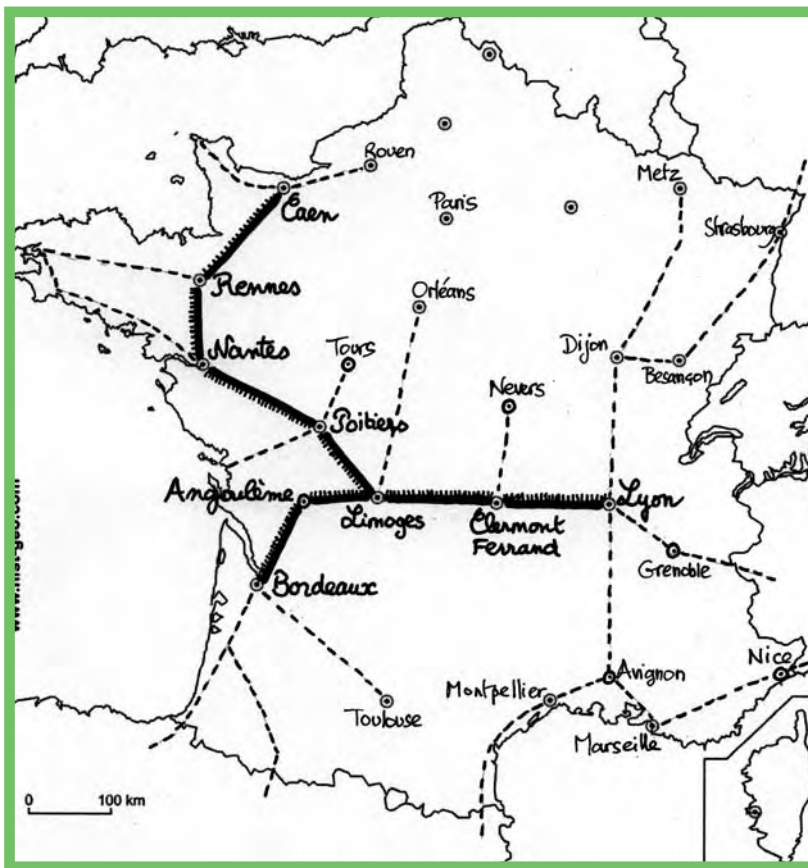 Rouen
Metz
Caen
Paris
Strasbourg
Rennes
Orléans
Nantes
Tours
Dijon
Besançon
Nevers
Poitiers
Angoulême
Limoges
Clermont
Ferrand
Lyon
Grenoble
Bordeaux
Avignon
Nice
Montpellier
Toulouse
Marseille
0 100 km